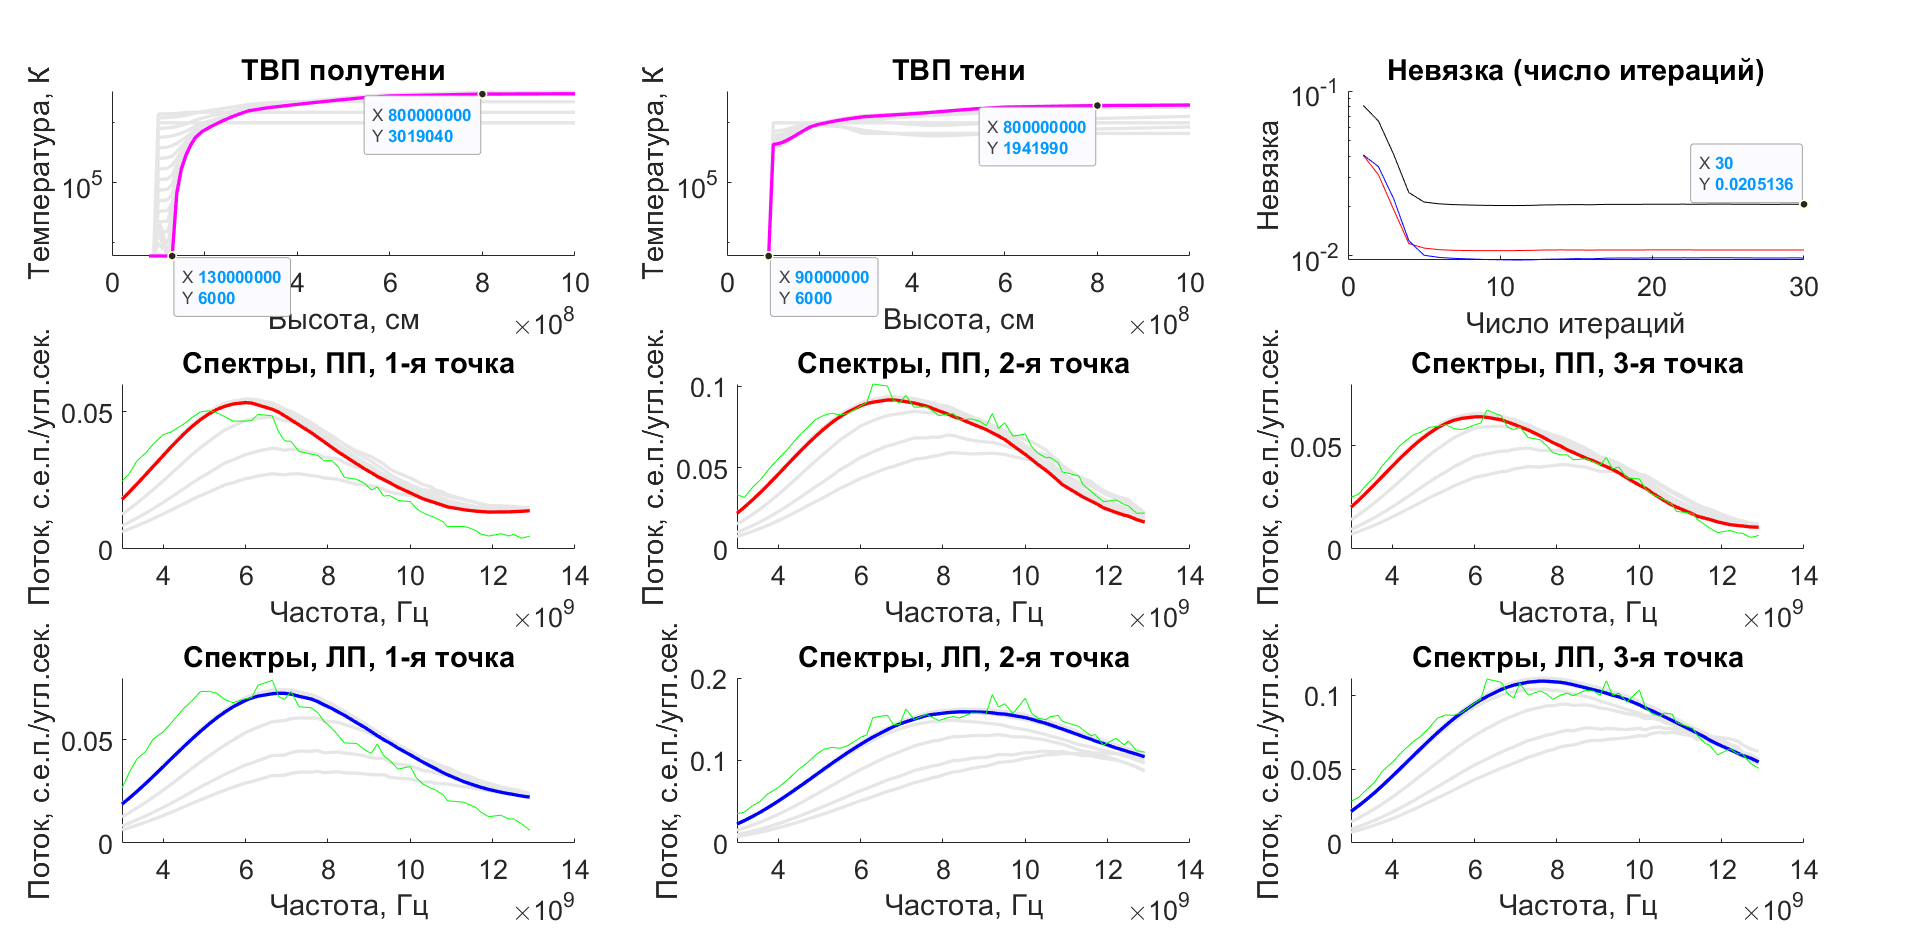 ТВП полутени
Температура, К
10^5
X 800000000
Y 3019040
X 130000000
Y 6000
0 2 4 6 8 10
×10^8
Высота, см
ТВП тени
Температура, К
10^5
X 800000000
Y 1941990
X 90000000
Y 6000
0 4 6 8 10
×10^8
Высота, см
Невязка (число итераций)
Невязка
10^-1
10^-2
X 30
Y 0.0205136
0 10 20 30
Число итераций
Спектры, ПП, 1-я точка
Поток, с.е.п./угл.сек.
0.05
0
4 6 8 10 12 14
×10^9
Частота, Гц
Спектры, ПП, 2-я точка
Поток, с.е.п./угл.сек.
0.1
0.05
0
4 6 8 10 12 14
×10^9
Частота, Гц
Спектры, ПП, 3-я точка
Поток, с.е.п./угл.сек.
0.05
0
4 6 8 10 12 14
×10^9
Частота, Гц
Спектры, ЛП, 1-я точка
Поток, с.е.п./угл.сек.
0.05
0
4 6 8 10 12 14
×10^9
Частота, Гц
Спектры, ЛП, 2-я точка
Поток, с.е.п./угл.сек.
0.2
0.1
0
4 6 8 10 12 14
×10^9
Частота, Гц
Спектры, ЛП, 3-я точка
Поток, с.е.п./угл.сек.
0.1
0.05
0
4 6 8 10 12 14
×10^9
Частота, Гц